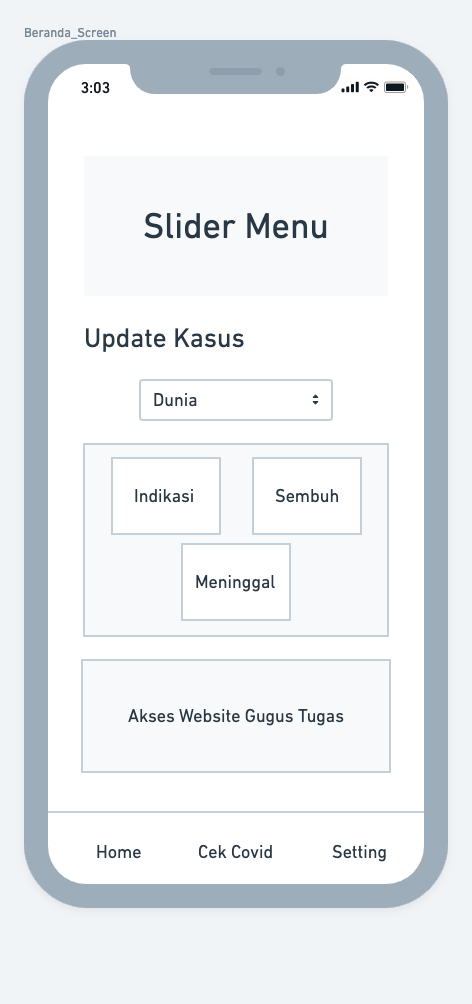 Beranda_Screen
3:03
Slider Menu
Update Kasus
Dunia
Indikasi
Sembuh
Meninggal
Akses Website Gugus Tugas
Home
Cek Covid
Setting